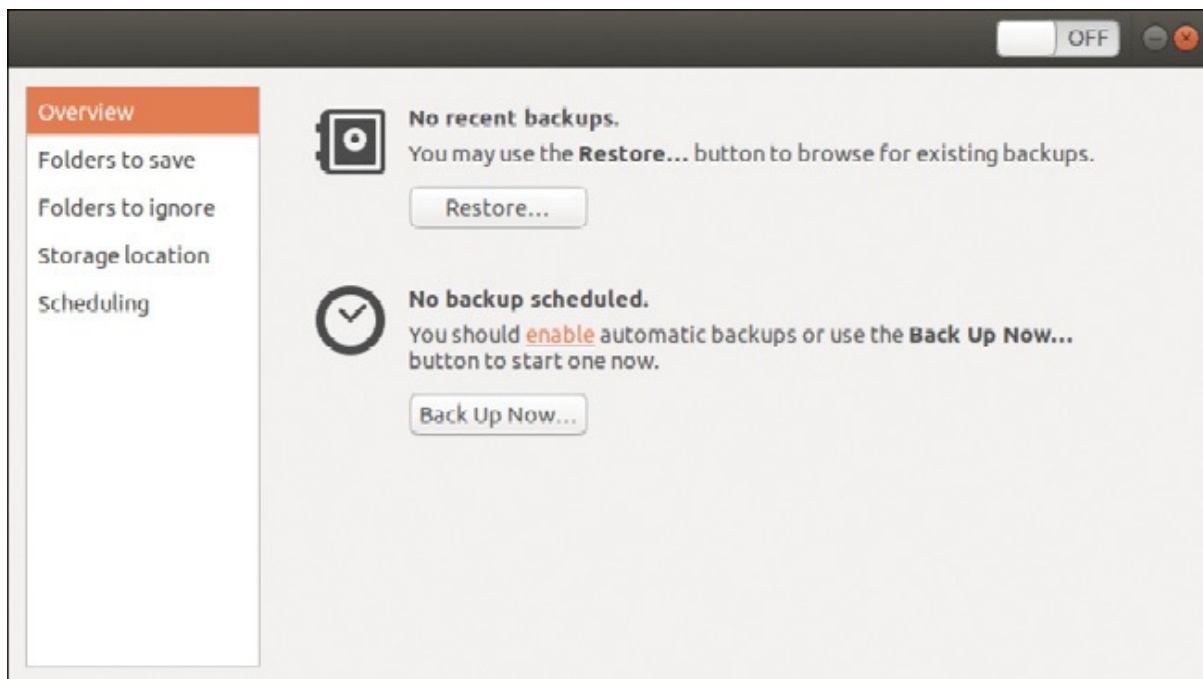 OFF
Overview
Folders to save
Folders to ignore
Storage location
Scheduling
No recent backups.
You may use the Restore... button to browse for existing backups.
Restore...
No backup scheduled.
You should enable automatic backups or use the Back Up Now...
button to start one now.
Back Up Now...